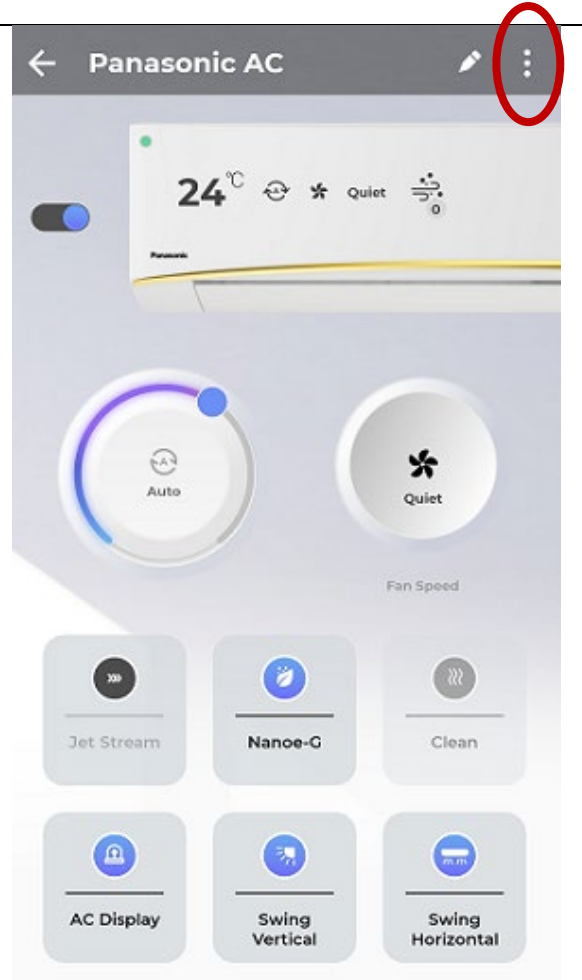 Panasonic AC
24°C Quiet
0
Panasonic
A
Auto
Quiet
Fan Speed
Jet Stream
Nanoe-G
Clean
AC Display
Swing
Vertical
Swing
Horizontal